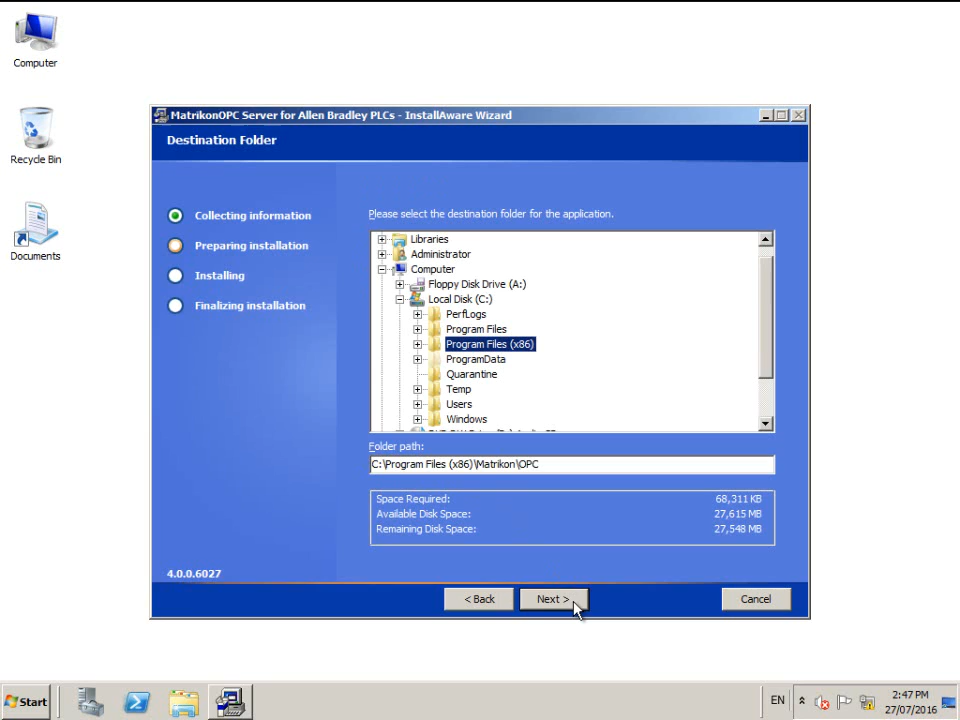 Computer
Recycle Bin
Documents
MatrikonOPC Server for Allen Bradley PLCs - InstallAware Wizard
Destination Folder
Collecting information
Preparing installation
Installing
Finalizing installation
4.0.0.6027
Please select the destination folder for the application.
Libraries
Administrator
Computer
Floppy Disk Drive (A:)
Local Disk (C:)
PerfLogs
Program Files
Program Files (x86)
ProgramData
Quarantine
Temp
Users
Windows
Folder path:
C:\Program Files (x86)\Matrikon\OPC
Space Required: 68,311 KB
Available Disk Space: 27,615 MB
Remaining Disk Space: 27,548 MB
< Back
Next >
Cancel
Start
EN
2:47 PM
27/07/2016